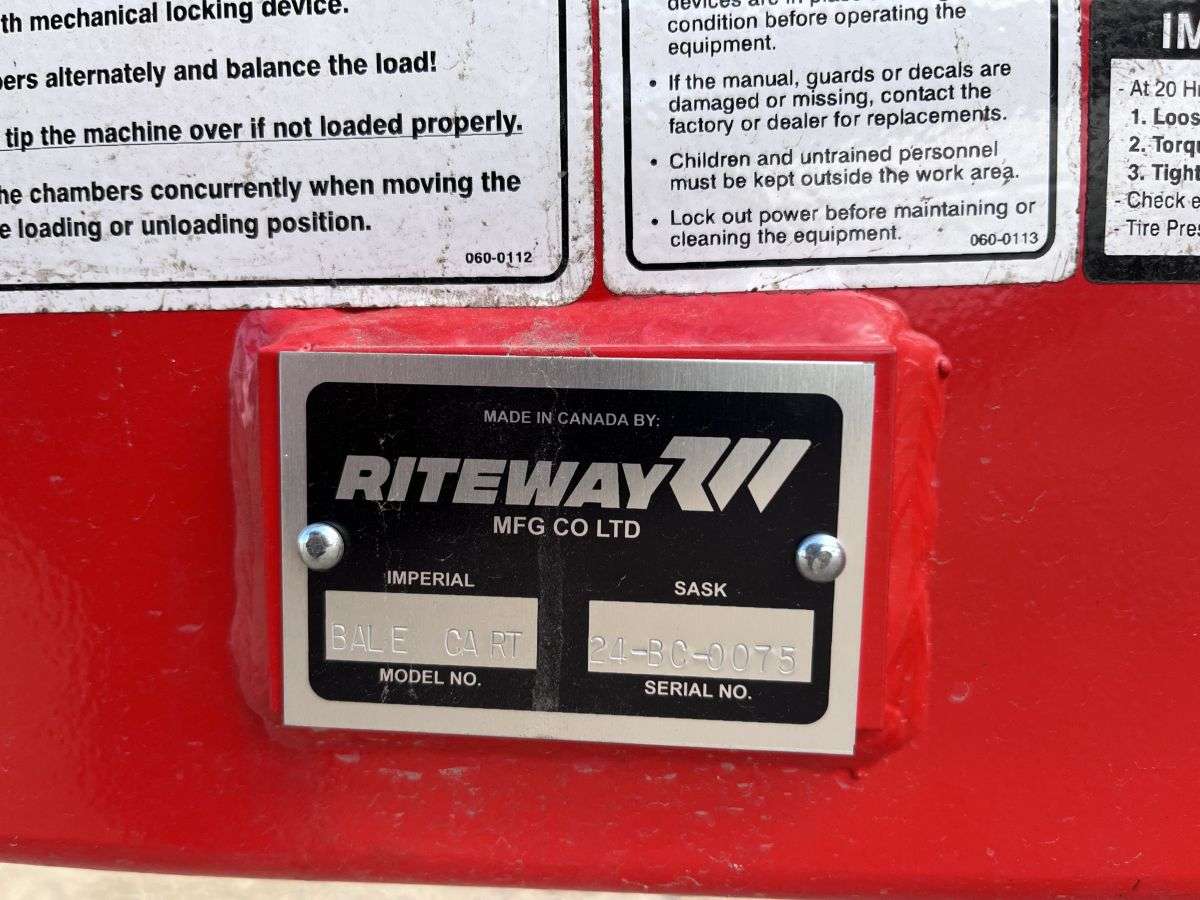 th mechanical locking device.
bers alternately and balance the load!
tip the machine over if not loaded properly.
he chambers concurrently when moving the
e loading or unloading position.
060-0112
devices are in
condition before operating the
equipment.
• If the manual, guards or decals are
damaged or missing, contact the
factory or dealer for replacements.
• Children and untrained personnel
must be kept outside the work area.
• Lock out power before maintaining or
cleaning the equipment.
060-0113
IM
- At 20 H
1. Loos
2. Torqu
3. Tight
- Check e
- Tire Pres
MADE IN CANADA BY:
RITEWAY RW
MFG CO LTD
IMPERIAL
BALE CART
MODEL NO.
SASK
24-BC-0075
SERIAL NO.